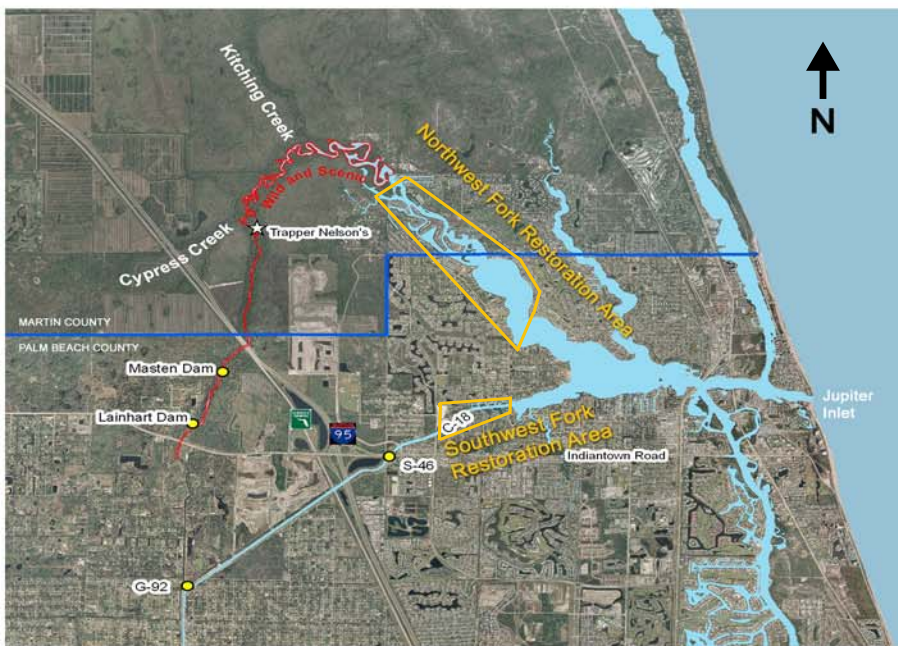 N
Kitching Creek
Northwest Fork Restoration Area
Wild and Scenic
Trapper Nelson's
Cypress Creek
MARTIN COUNTY
PALM BEACH COUNTY
Masten Dam
Lainhart Dam
95
C-18
Southwest Fork
Restoration Area
S-46
Indiantown Road
Jupiter
Inlet
G-92